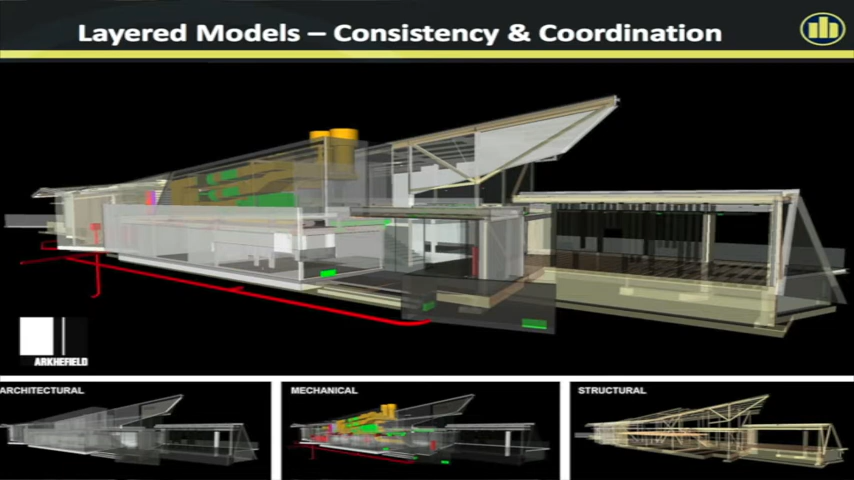 Layered Models – Consistency & Coordination
ARKHEFIELD
ARCHITECTURAL
MECHANICAL
STRUCTURAL